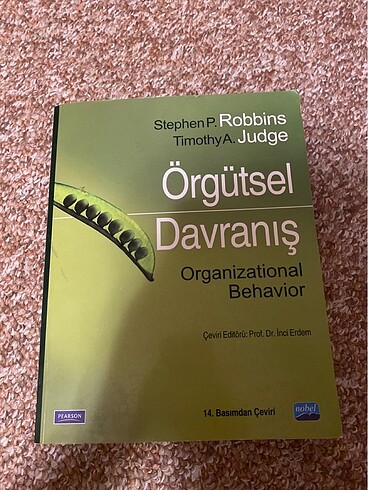 Stephen P. Robbins
Timothy A. Judge
Örgütsel
Davranış
Organizational
Behavior
Çeviri Editörü: Prof. Dr. İnci Erdem
PEARSON
14. Basımdan Çeviri
nobel